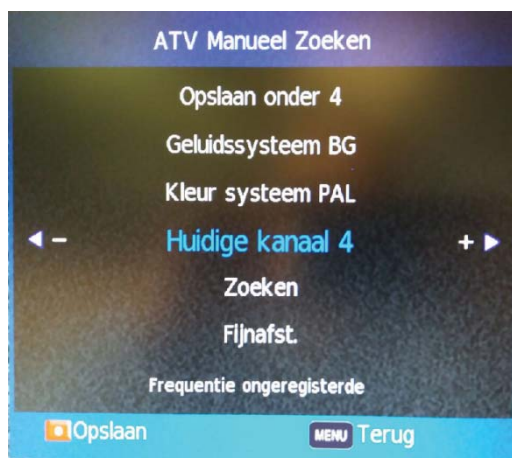 ATV Manueel Zoeken
Opslaan onder 4
Geluidssysteem BG
Kleur systeem PAL
- Huidige kanaal 4 +
Zoeken
Fijnafst.
Frequentie ongeregisterde
Opslaan MENU Terug